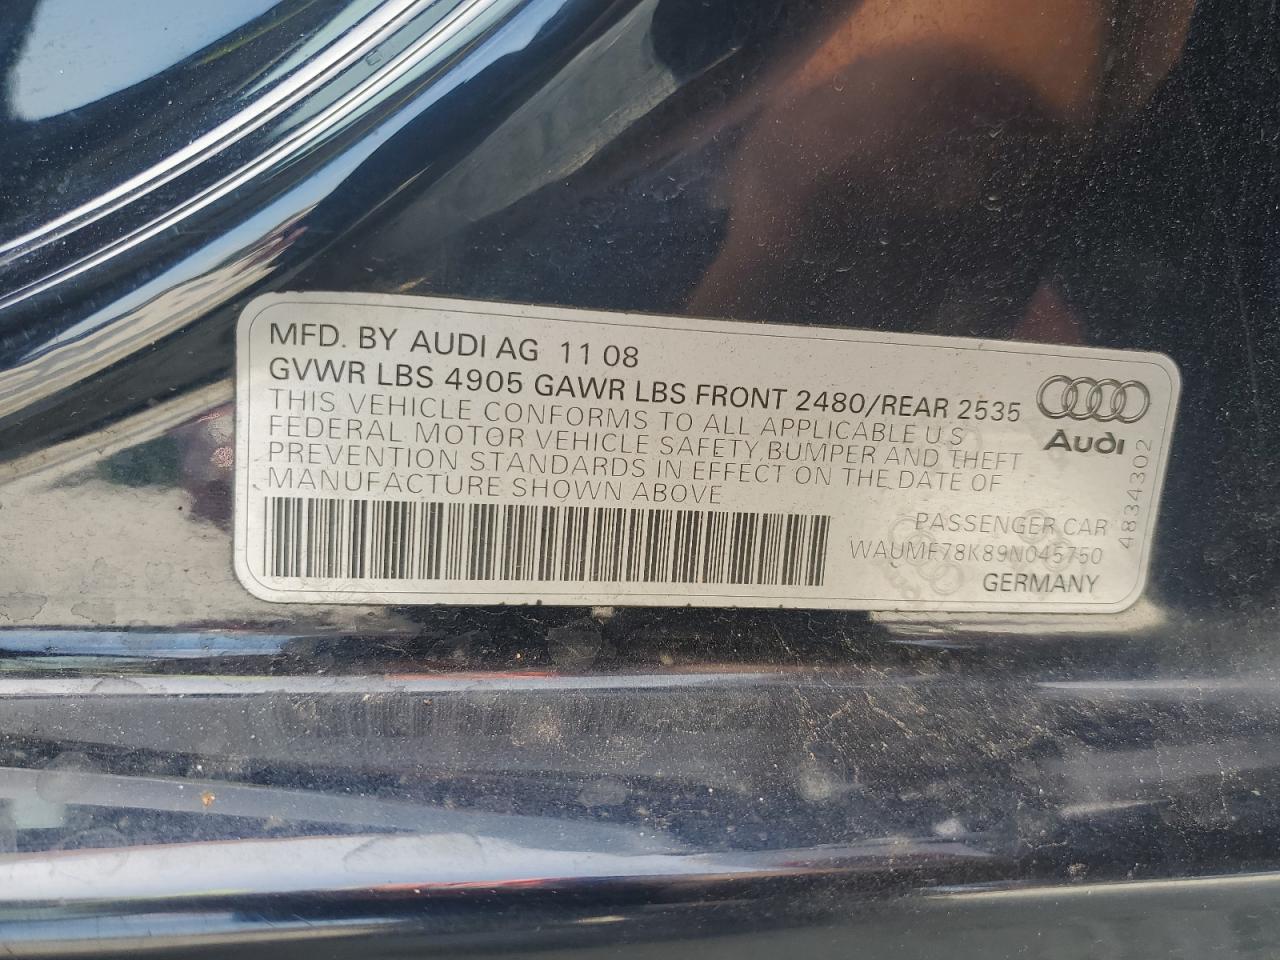 MFD. BY AUDI AG 11 08
GVWR LBS 4905 GAWR LBS FRONT 2480/REAR 2535
THIS VEHICLE CONFORMS TO ALL APPLICABLE U.S
FEDERAL MOTOR VEHICLE SAFETY, BUMPER AND THEFT
PREVENTION STANDARDS IN EFFECT ON THE DATE OF
MANUFACTURE SHOWN ABOVE
Audi
4834302
PASSENGER CAR
WAUMF78K89N045750
GERMANY